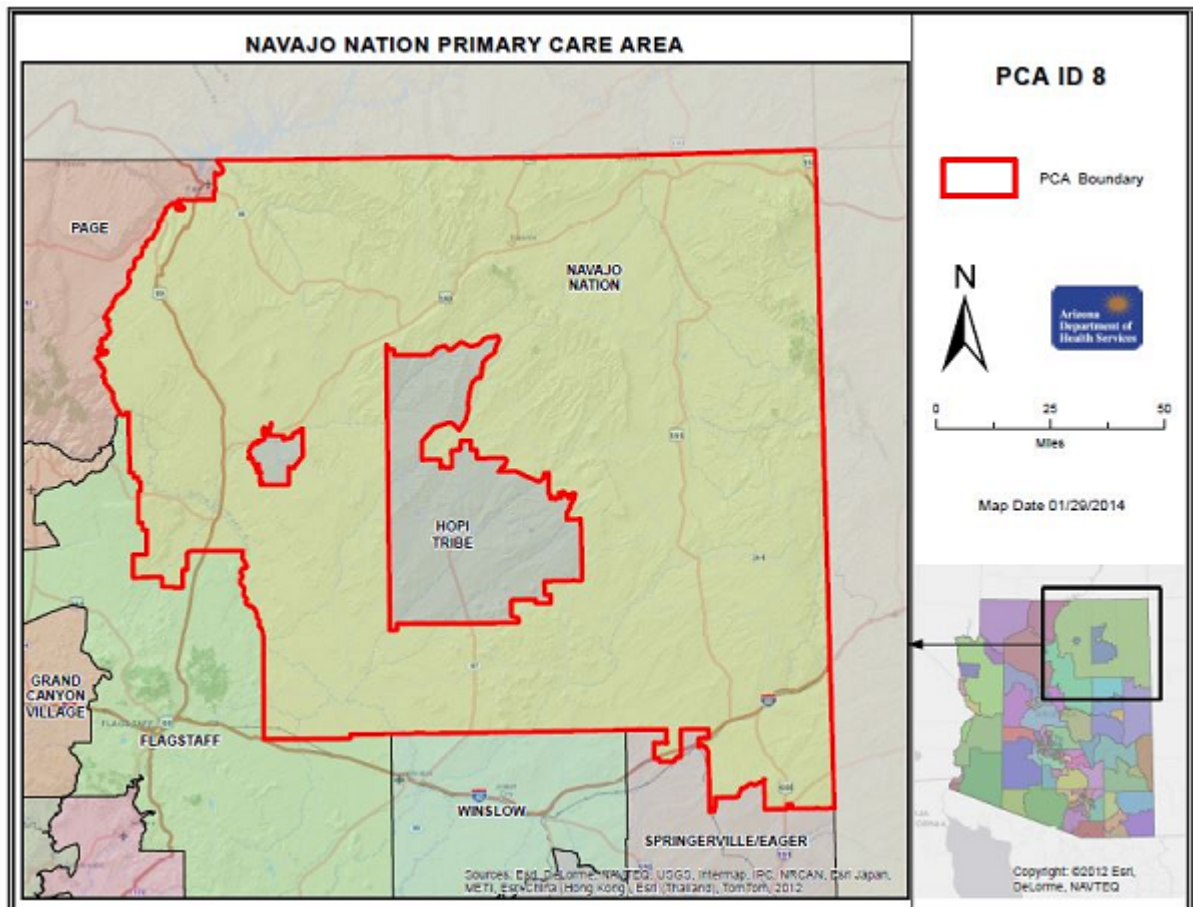 NAVAJO NATION PRIMARY CARE AREA
PAGE
NAVAJO
NATION
HOPI
TRIBE
GRAND
CANYON
VILLAGE
FLAGSTAFF
FLAGSTAFF
WINSLOW
SPRINGERVILLE/EAGER
Sources: Esri, DeLorme, NAVTEQ, USGS, Intermap, iPC, NRCAN, Esri Japan,
METI, Esri China (Hong Kong), Esri (Thailand), TomTom, 2012
PCA ID 8
PCA Boundary
N
Arizona
Department of
Health Services
0 25 50
Miles
Map Date 01/29/2014
Copyright: ©2012 Esri,
DeLorme, NAVTEQ